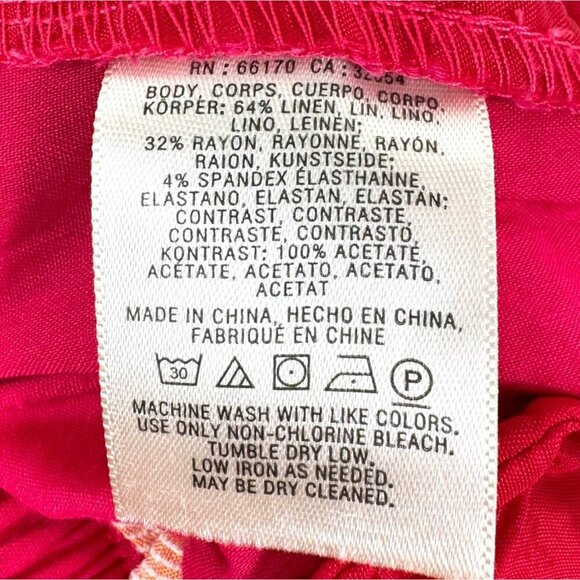 RN : 66170 CA :
BODY, CORPS, CUERPO, CORPO,
KÖRPER: 64% LINEN, LIN, LINO,
LINO, LEINEN;
32% RAYON, RAYONNE, RAYÓN,
RAION, KUNSTSEIDE;
4% SPANDEX ÉLASTHANNE,
ELASTANO, ELASTAN, ELASTÁN;
CONTRAST, CONTRASTE,
CONTRASTE, CONTRASTO,
KONTRAST: 100% ACETATE,
ACÉTATE, ACETATO, ACETATO,
ACETAT
MADE IN CHINA, HECHO EN CHINA,
FABRIQUÉ EN CHINE
30 P
MACHINE WASH WITH LIKE COLORS.
USE ONLY NON-CHLORINE BLEACH.
TUMBLE DRY LOW.
LOW IRON AS NEEDED.
MAY BE DRY CLEANED.